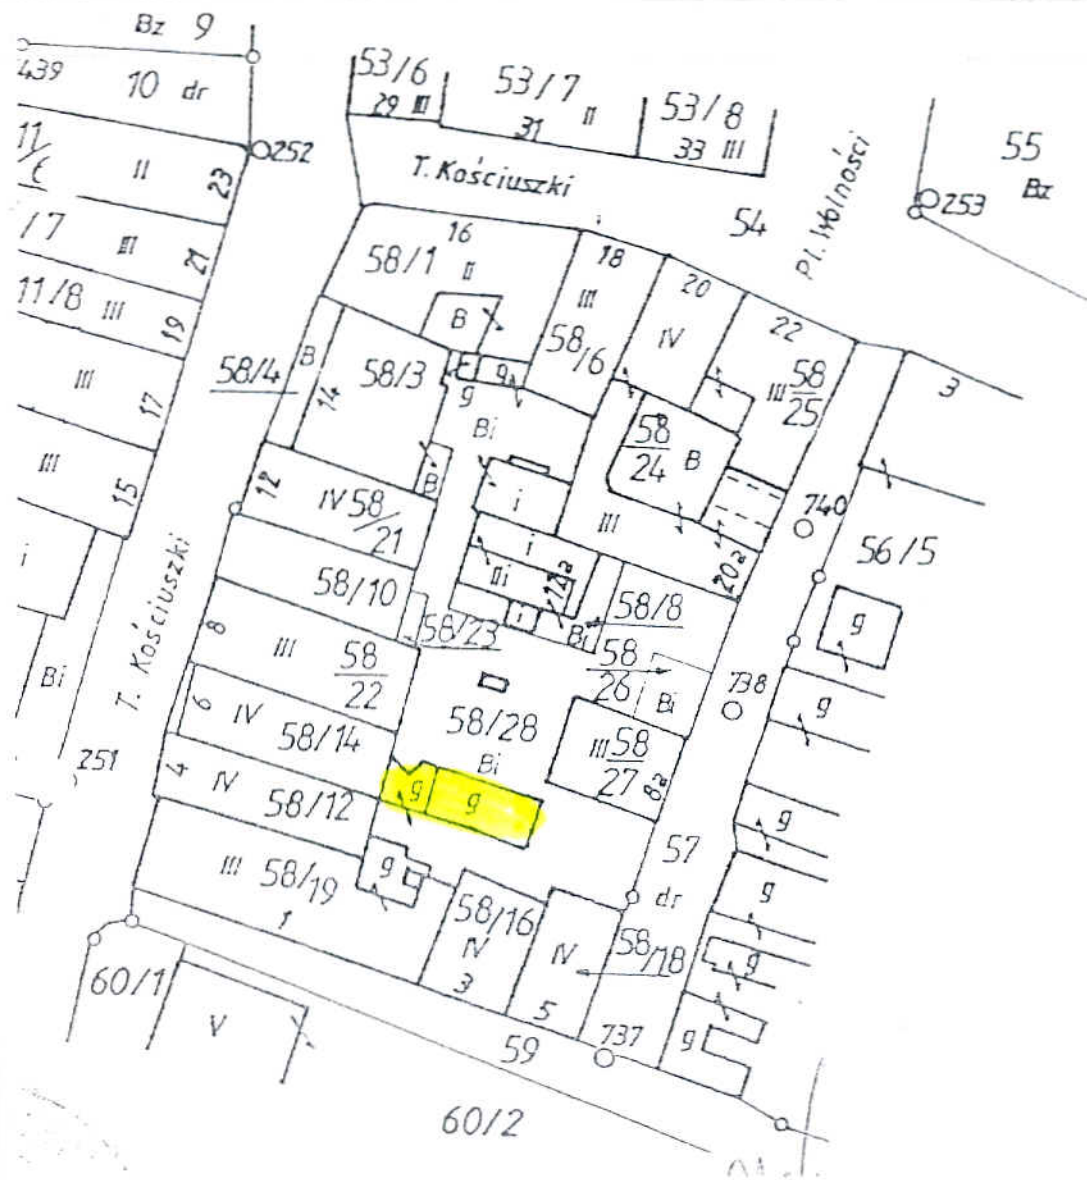 Bz 9
439
10 dr
53/6
29 III
53/7
31 II
53/8
33 III
55
Bz
11/
II
23
252
T. Kościuszki
54
Pl. Wolności
253
/7
III
21
16
58/1 II
18
III
58/6
20
IV
22
11/8 III
19
B
g
III
58
25
3
58/4
B
14
58/3
g
III
17
Bi
58
24
B
III
15
12
IV 58/21
B
i
III
740
56/5
i
i
IIi
12a
20a
T. Kościuszki
58/10
58/23
58/8
g
8
III
58
22
Bi
58
26
Bi
738
g
Bi
6
IV
58/14
58/28
Bi
III 58
27
8a
251
4
IV
58/12
g
g
57
dr
g
g
III 58/19
1
g
58/16
IV
3
IV
5
58/18
g
60/1
V
59
737
g
60/2